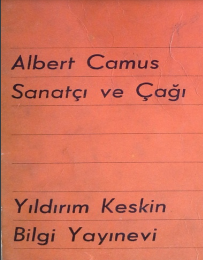 Albert Camus
Sanatçı ve Çağı
Yıldırım Keskin
Bilgi Yayınevi